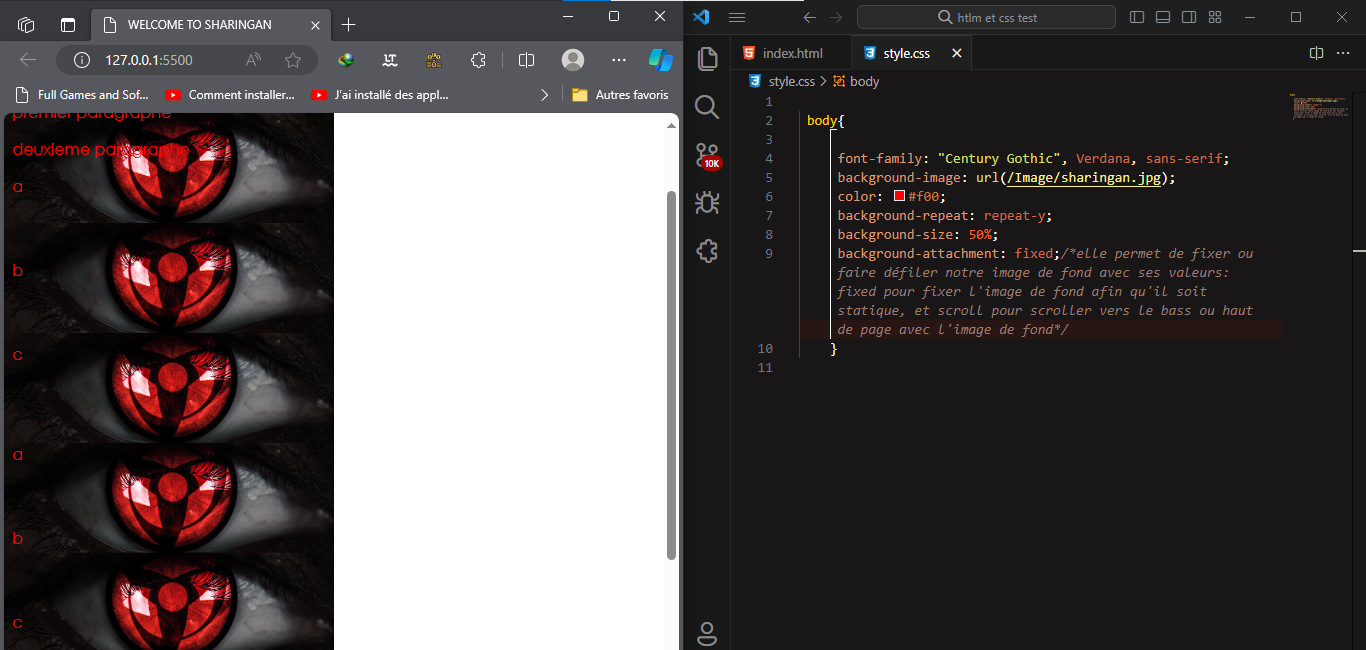 WELCOME TO SHARINGAN
127.0.0.1:5500
Full Games and Sof...
Comment installer...
J'ai installé des appl...
Autres favoris
premier paragraphe
deuxieme paragraphe
a
b
c
a
b
c
htlm et css test
index.html
style.css
style.css > body
10K
1
2 body{
3
4 font-family: "Century Gothic", Verdana, sans-serif;
5 background-image: url(/Image/sharingan.jpg);
6 color: #f00;
7 background-repeat: repeat-y;
8 background-size: 50%;
9 background-attachment: fixed;/*elle permet de fixer ou
faire défiler notre image de fond avec ses valeurs:
fixed pour fixer l'image de fond afin qu'il soit
statique, et scroll pour scroller vers le bass ou haut
de page avec l'image de fond*/
10 }
11